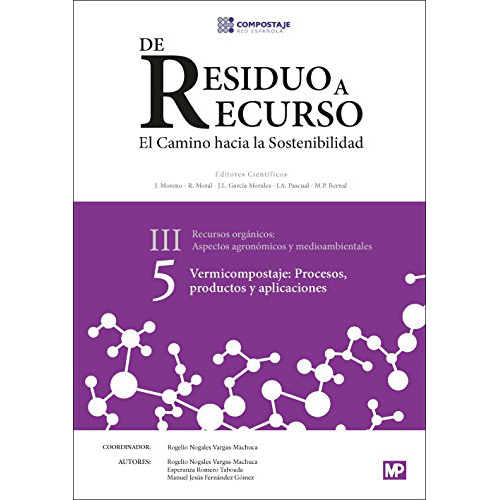 COMPOSTAJE
RED ESPAÑOLA
DE
RESIDUO A
RECURSO
El Camino hacia la Sostenibilidad
Editores Científicos
J. Moreno · R. Moral · J.L. García Morales · J.A. Pascual · M.P. Bernal
III Recursos orgánicos:
Aspectos agronómicos y medioambientales
5 Vermicompostaje: Procesos,
productos y aplicaciones
COORDINADOR: Rogelio Nogales Vargas-Machuca
AUTORES: Rogelio Nogales Vargas-Machuca
Esperanza Romero Taboada
Manuel Jesús Fernández Gómez
MP